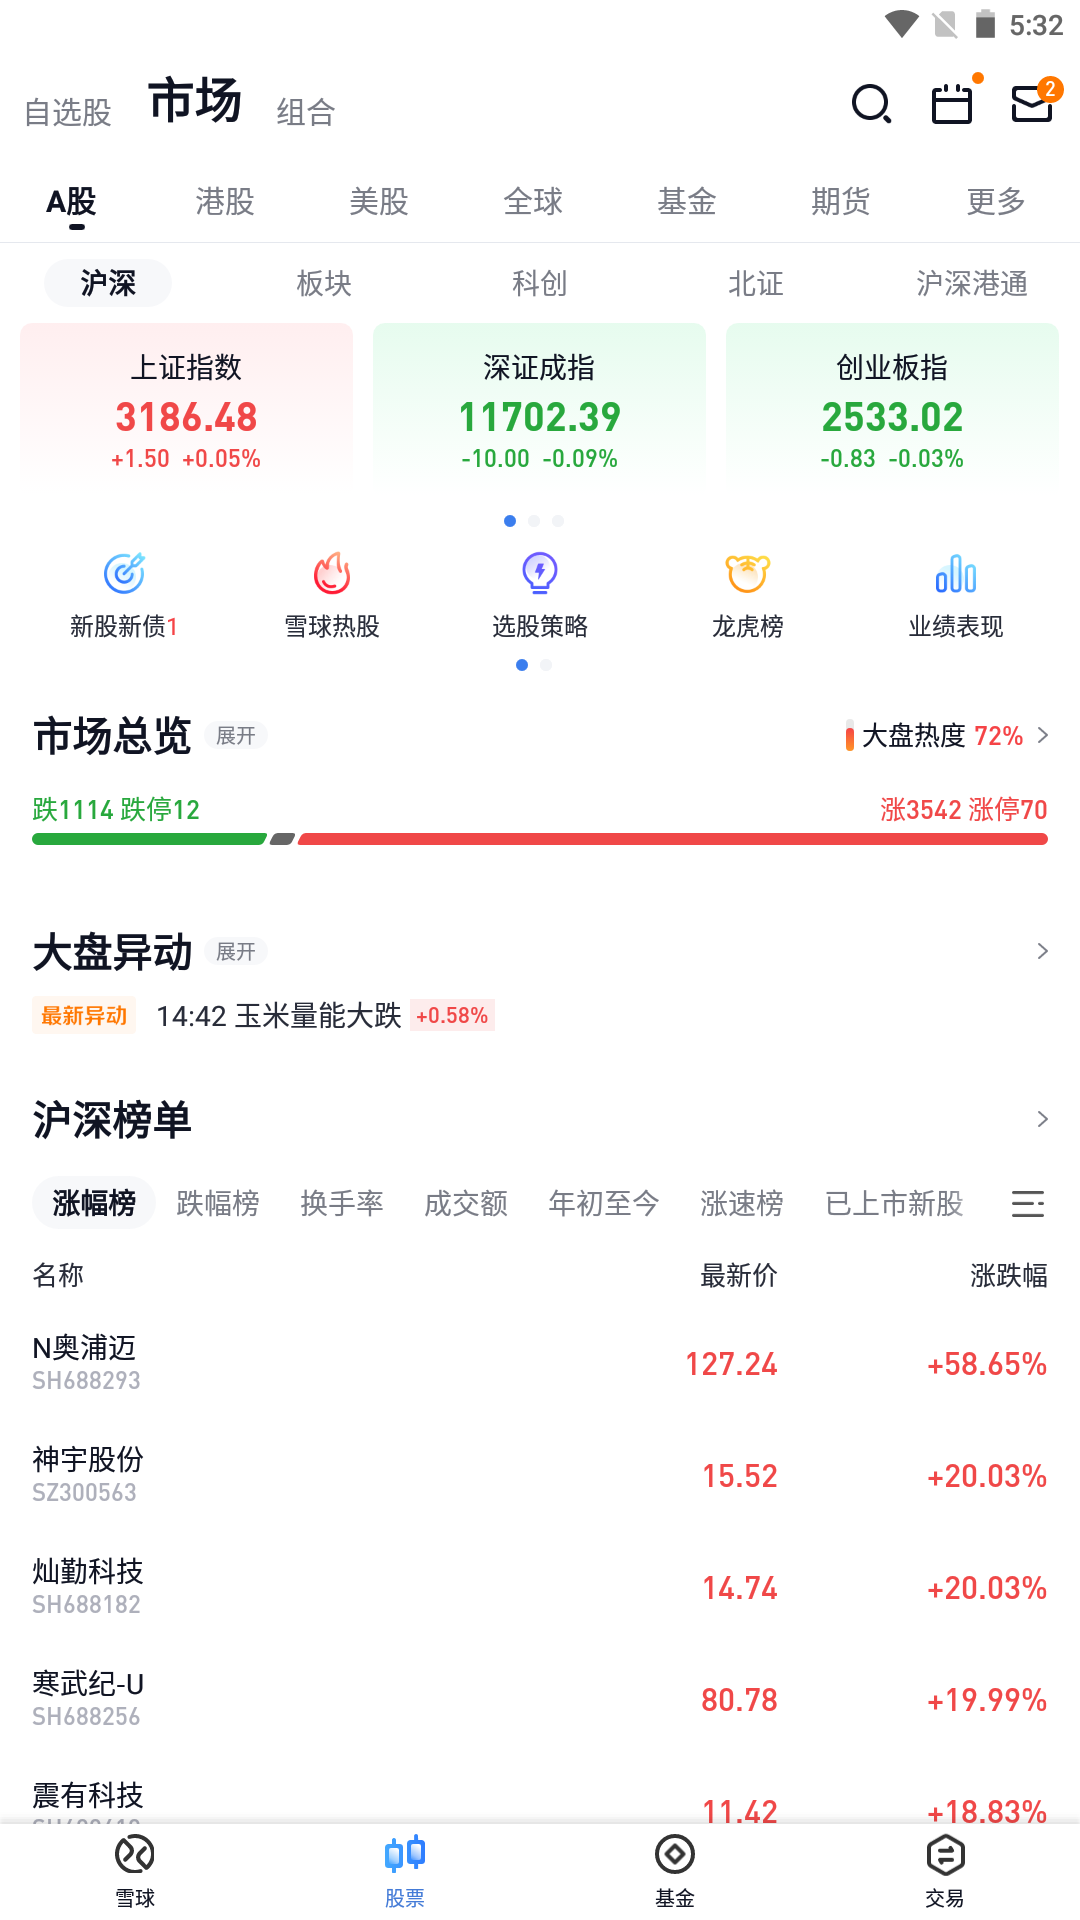 5:32
自选股 市场 组合 2
A股 港股 美股 全球 基金 期货 更多
沪深 板块 科创 北证 沪深港通
上证指数 深证成指 创业板指
3186.48 11702.39 2533.02
+1.50 +0.05% -10.00 -0.09% -0.83 -0.03%
新股新债1 雪球热股 选股策略 龙虎榜 业绩表现
市场总览 展开 大盘热度 72%
跌1114 跌停12 涨3542 涨停70
大盘异动 展开
最新异动 14:42 玉米量能大跌 +0.58%
沪深榜单
涨幅榜 跌幅榜 换手率 成交额 年初至今 涨速榜 已上市新股
名称 最新价 涨跌幅
N奥浦迈 127.24 +58.65%
SH688293
神宇股份 15.52 +20.03%
SZ300563
灿勤科技 14.74 +20.03%
SH688182
寒武纪-U 80.78 +19.99%
SH688256
震有科技 11.42 +18.83%
雪球 股票 基金 交易